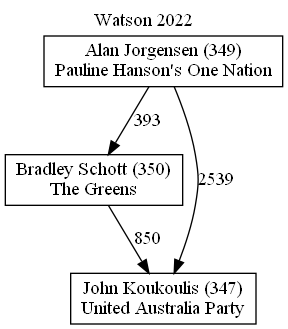 Watson 2022
Alan Jorgensen (349)
Pauline Hanson's One Nation
393
Bradley Schott (350)
The Greens
2539
850
John Koukoulis (347)
United Australia Party